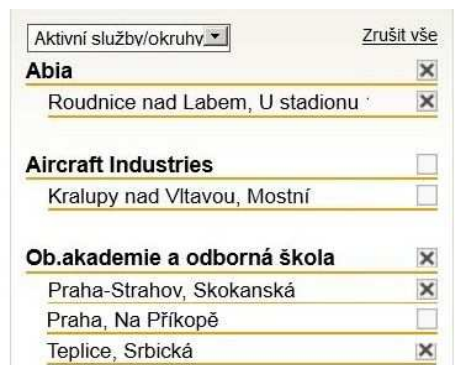 Aktivní služby/okruhy
Zrušit vše
Abia
Roudnice nad Labem, U stadionu
Aircraft Industries
Kralupy nad Vltavou, Mostní
Ob.akademie a odborná škola
Praha-Strahov, Skokanská
Praha, Na Příkopě
Teplice, Srbická